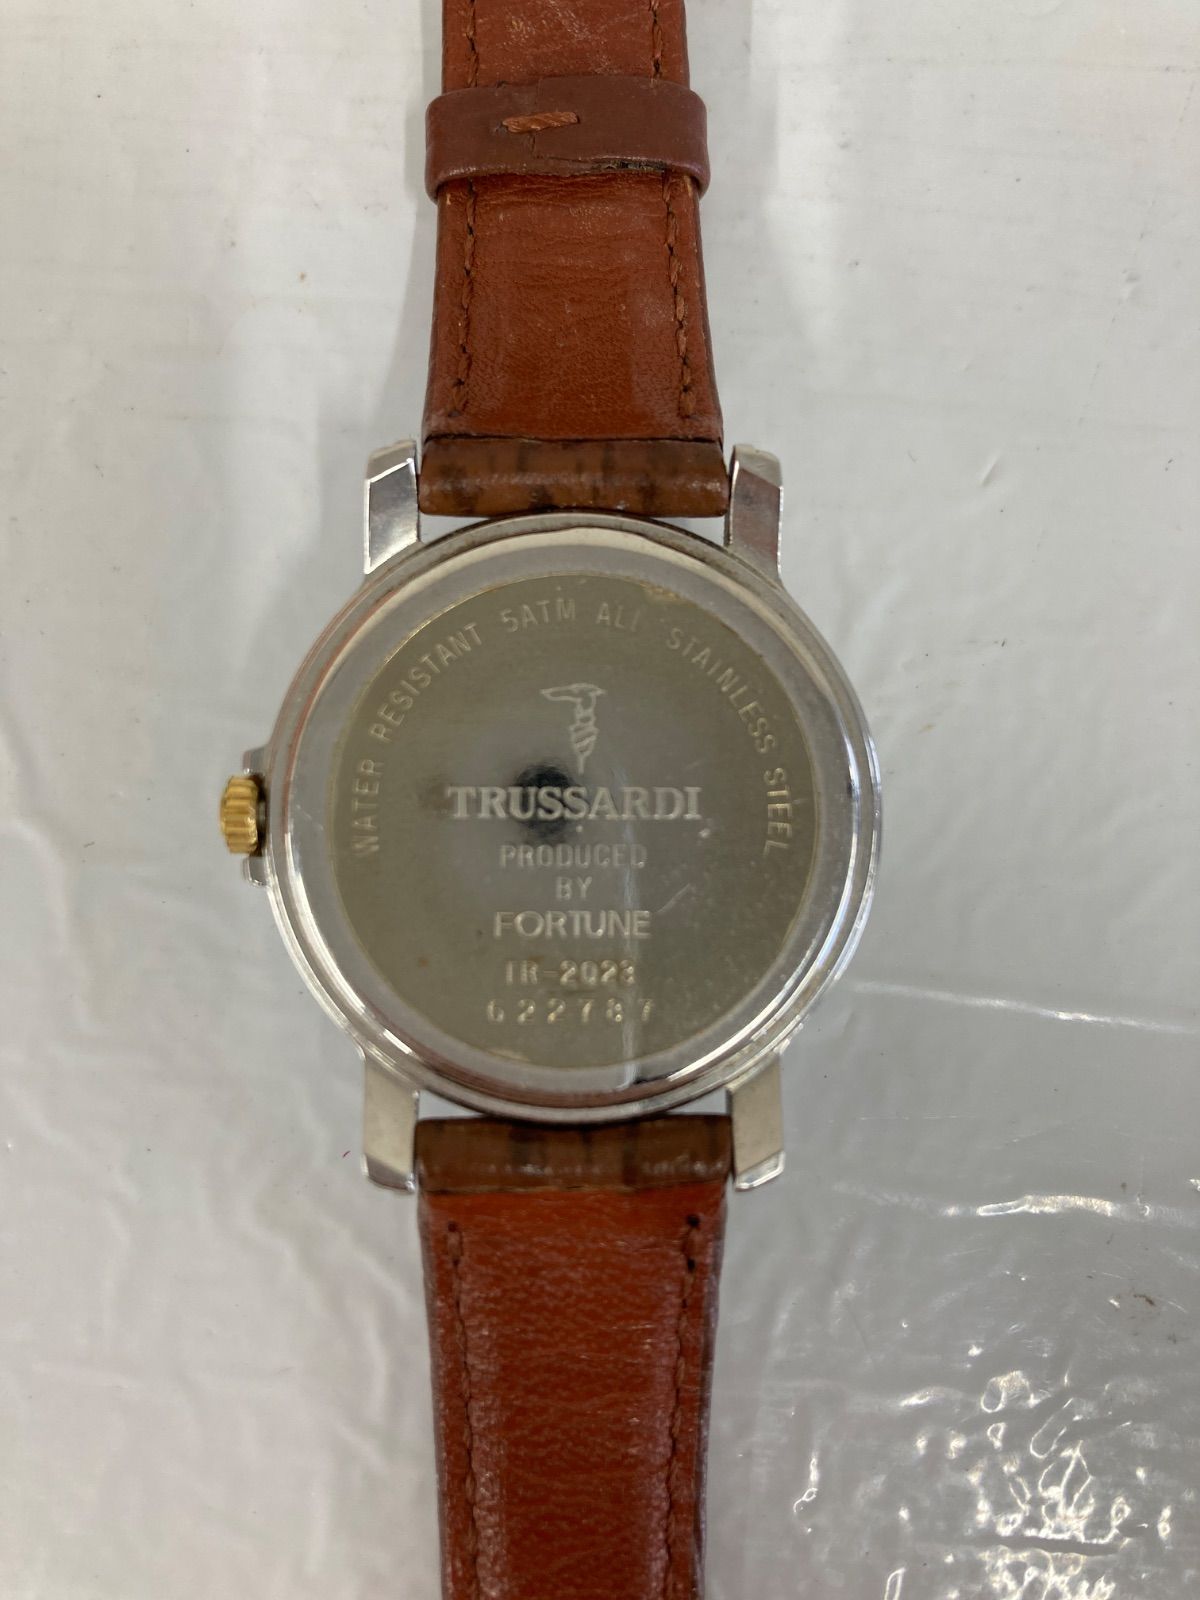 WATER RESISTANT 5ATM ALL STAINLESS STEEL
TRUSSARDI
PRODUCED
BY
FORTUNE
TR-2023
622787